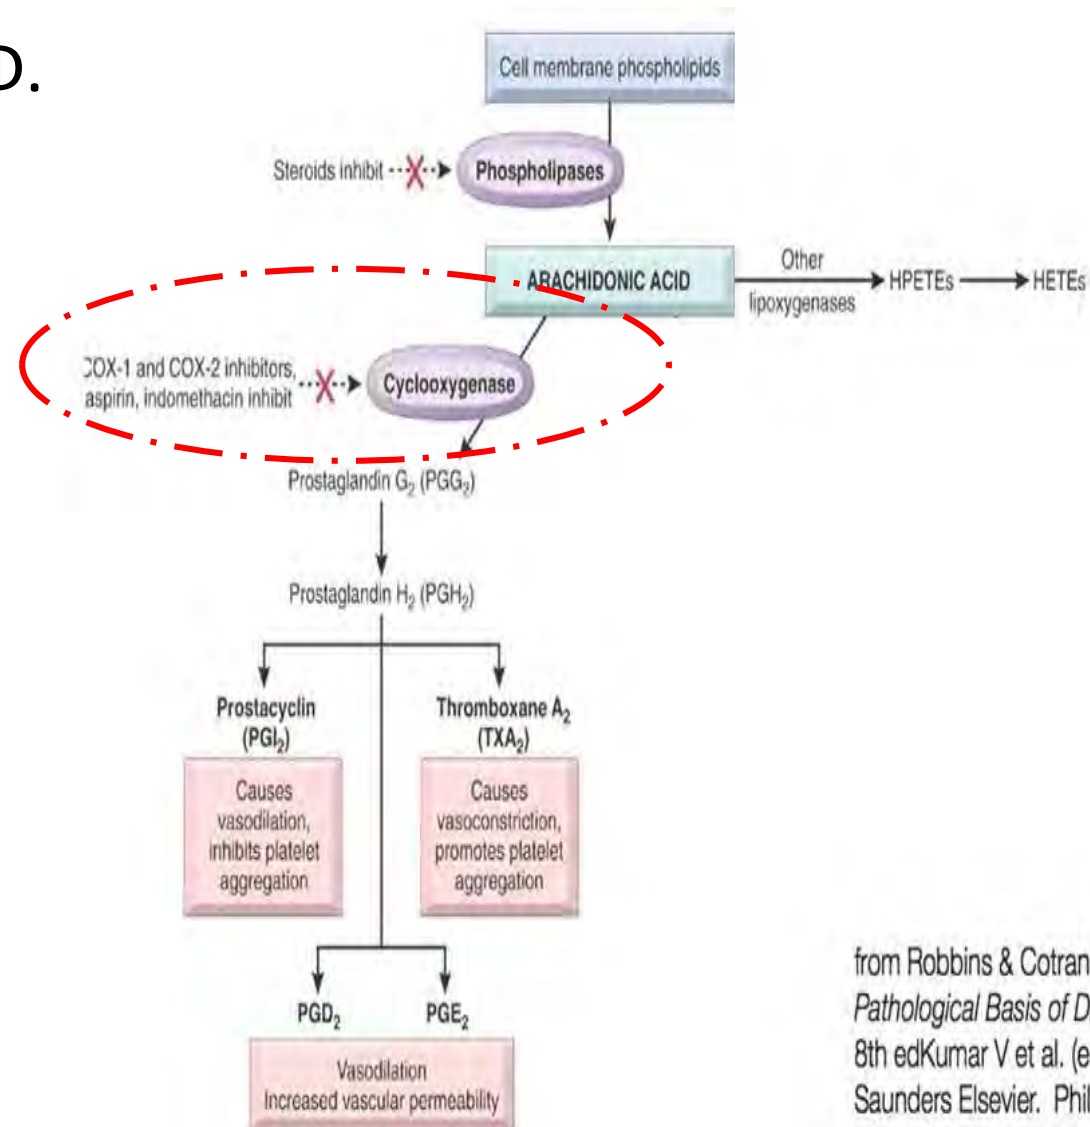 D.
Cell membrane phospholipids
Steroids inhibit
X
Phospholipases
ARACHIDONIC ACID
Other
lipoxygenases
HPETEs
HETEs
COX-1 and COX-2 inhibitors,
aspirin, indomethacin inhibit
X
Cyclooxygenase
Prostaglandin G₂ (PGG₂)
Prostaglandin H₂ (PGH₂)
Prostacyclin
(PGI₂)
Thromboxane A₂
(TXA₂)
Causes
vasodilation,
inhibits platelet
aggregation
Causes
vasoconstriction,
promotes platelet
aggregation
PGD₂
PGE₂
Vasodilation
Increased vascular permeability
from Robbins & Cotran
Pathological Basis of D
8th edKumar V et al. (e
Saunders Elsevier. Phil